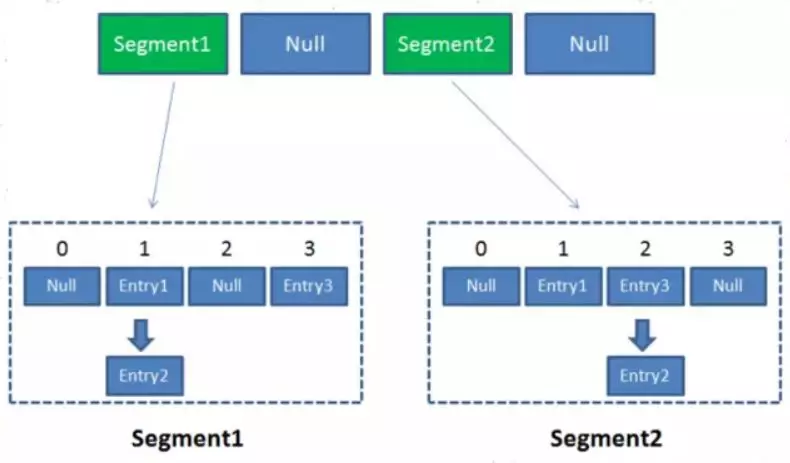 Segment1 Null Segment2 Null
0 1 2 3
Null Entry1 Null Entry3
Entry2
Segment1
0 1 2 3
Null Entry1 Entry3 Null
Entry2
Segment2